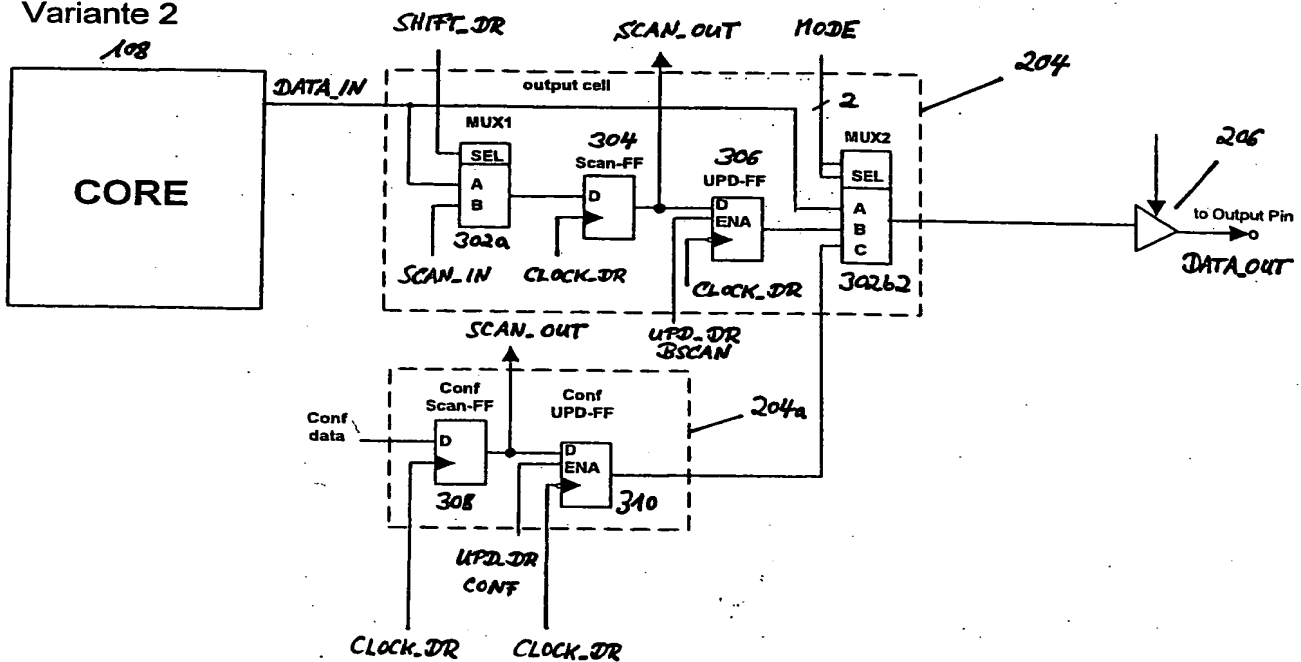 Variante 2
108
CORE
DATA_IN
SHIFT_DR
SCAN_OUT
MODE
204
output cell
2
MUX1
SEL
A
B
302a
304
Scan-FF
D
306
UPD-FF
D
ENA
MUX2
SEL
A
B
C
302b2
206
to Output Pin
DATA_OUT
SCAN_IN
CLOCK_DR
CLOCK_DR
UPD_DR
BSCAN
SCAN_OUT
Conf
Scan-FF
Conf
UPD-FF
204a
Conf
data
D
308
D
ENA
310
UPD_DR
CONF
CLOCK_DR
CLOCK_DR